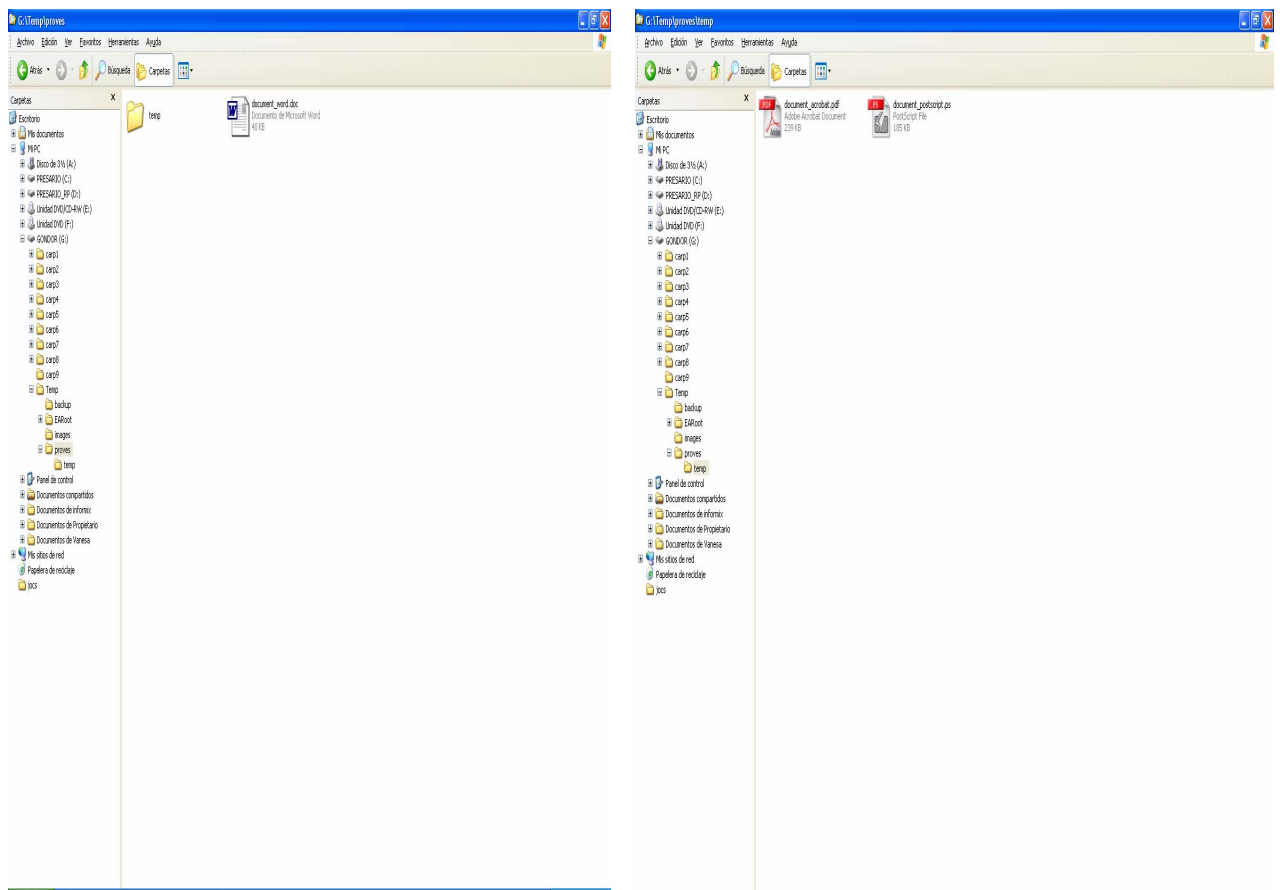 G:\Temp\proves
Archivo Edición Ver Favoritos Herramientas Ayuda
Atrás Búsqueda Carpetas
Carpetas X
Escritorio
Mis documentos
Mi PC
Disco de 3½ (A:)
PRESARIO (C:)
PRESARIO_RP (D:)
Unidad DVD/CD-RW (E:)
Unidad DVD (F:)
GONDOR (G:)
carp1
carp2
carp3
carp4
carp5
carp6
carp7
carp8
carp9
Temp
backup
EARoot
images
proves
temp
Panel de control
Documentos compartidos
Documentos de informix
Documentos de Propietario
Documentos de Vanesa
Mis sitios de red
Papelera de reciclaje
jocs
temp
document_word.doc
Documento de Microsoft Word
40 KB
G:\Temp\proves\temp
Archivo Edición Ver Favoritos Herramientas Ayuda
Atrás Búsqueda Carpetas
Carpetas X
Escritorio
Mis documentos
Mi PC
Disco de 3½ (A:)
PRESARIO (C:)
PRESARIO_RP (D:)
Unidad DVD/CD-RW (E:)
Unidad DVD (F:)
GONDOR (G:)
carp1
carp2
carp3
carp4
carp5
carp6
carp7
carp8
carp9
Temp
backup
EARoot
images
proves
temp
Panel de control
Documentos compartidos
Documentos de informix
Documentos de Propietario
Documentos de Vanesa
Mis sitios de red
Papelera de reciclaje
jocs
PDF
Adobe
document_acrobat.pdf
Adobe Acrobat Document
239 KB
PS
document_postscript.ps
PostScript File
185 KB